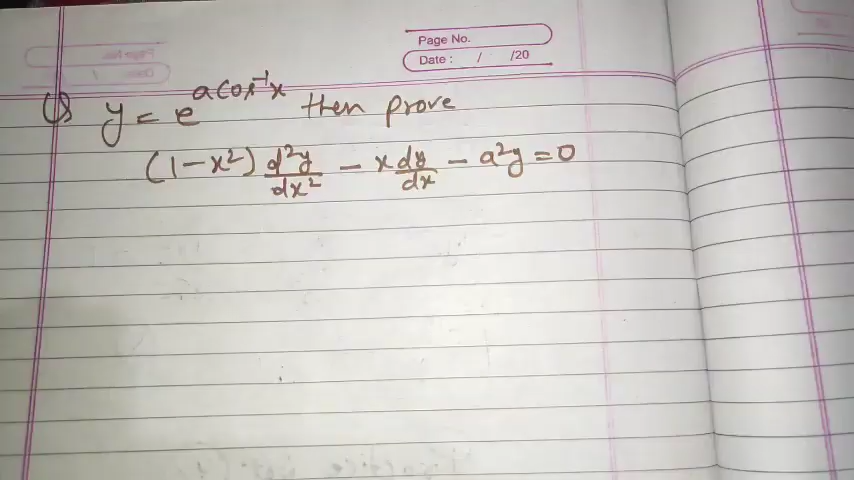 Page No.
Date : / /20
Q y = e^{a cos⁻¹x} then prove
(1 - x²) d²y/dx² - x dy/dx - a²y = 0